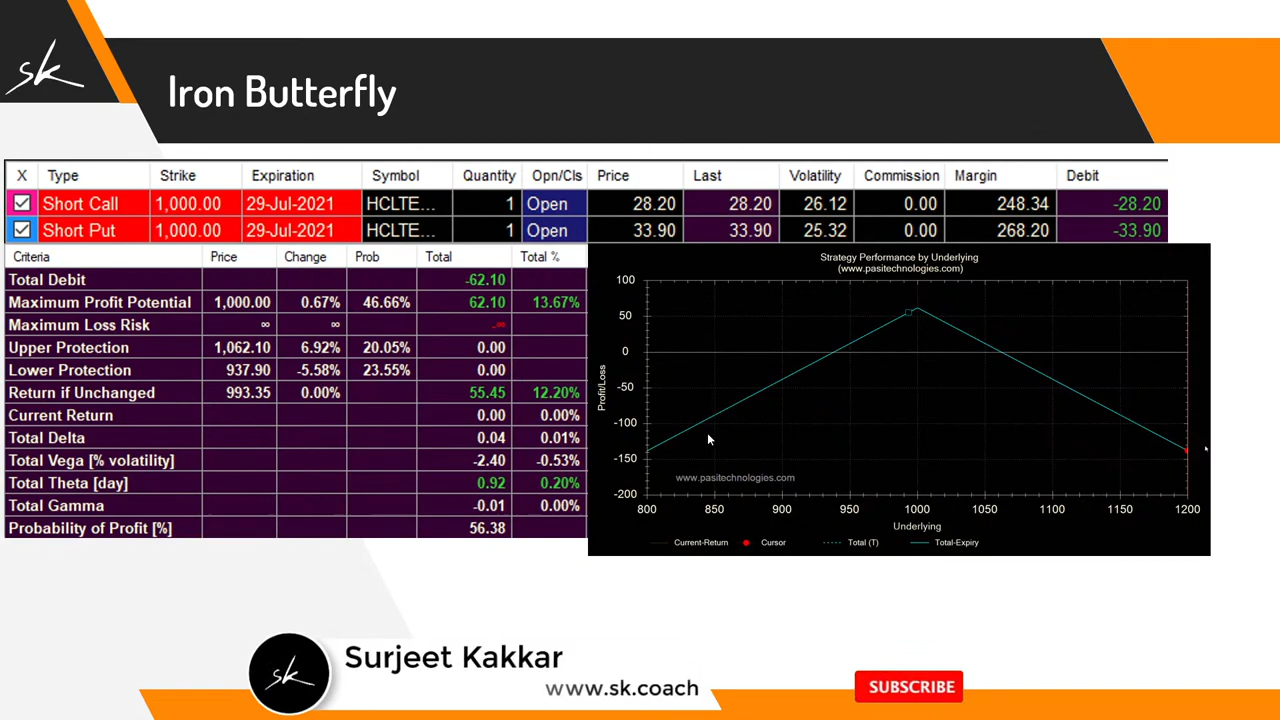 sk
Iron Butterfly
X Type Strike Expiration Symbol Quantity Opn/Cls Price Last Volatility Commission Margin Debit
Short Call 1,000.00 29-Jul-2021 HCLTE... 1 Open 28.20 28.20 26.12 0.00 248.34 -28.20
Short Put 1,000.00 29-Jul-2021 HCLTE... 1 Open 33.90 33.90 25.32 0.00 268.20 -33.90
Criteria Price Change Prob Total Total %
Total Debit -62.10
Maximum Profit Potential 1,000.00 0.67% 46.66% 62.10 13.67%
Maximum Loss Risk ∞ ∞ -∞
Upper Protection 1,062.10 6.92% 20.05% 0.00
Lower Protection 937.90 -5.58% 23.55% 0.00
Return if Unchanged 993.35 0.00% 55.45 12.20%
Current Return 0.00 0.00%
Total Delta 0.04 0.01%
Total Vega [% volatility] -2.40 -0.53%
Total Theta [day] 0.92 0.20%
Total Gamma -0.01 0.00%
Probability of Profit [%] 56.38
Strategy Performance by Underlying
(www.pasitechnologies.com)
100
50
0
-50
-100
-150
-200
Profit/Loss
www.pasitechnologies.com
800 850 900 950 1000 1050 1100 1150 1200
Underlying
Current-Return Cursor Total (T) Total-Expiry
sk
Surjeet Kakkar
www.sk.coach
SUBSCRIBE